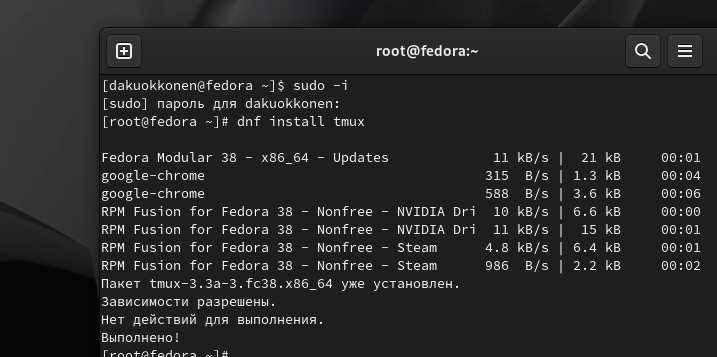 root@fedora:~
[dakuokkonen@fedora ~]$ sudo -i
[sudo] пароль для dakuokkonen:
[root@fedora ~]# dnf install tmux
Fedora Modular 38 - x86_64 - Updates 11 kB/s | 21 kB 00:01
google-chrome 315 B/s | 1.3 kB 00:04
google-chrome 588 B/s | 3.6 kB 00:06
RPM Fusion for Fedora 38 - Nonfree - NVIDIA Dri 10 kB/s | 6.6 kB 00:00
RPM Fusion for Fedora 38 - Nonfree - NVIDIA Dri 11 kB/s | 15 kB 00:01
RPM Fusion for Fedora 38 - Nonfree - Steam 4.8 kB/s | 6.4 kB 00:01
RPM Fusion for Fedora 38 - Nonfree - Steam 986 B/s | 2.2 kB 00:02
Пакет tmux-3.3a-3.fc38.x86_64 уже установлен.
Зависимости разрешены.
Нет действий для выполнения.
Выполнено!
[root@fedora ~]#